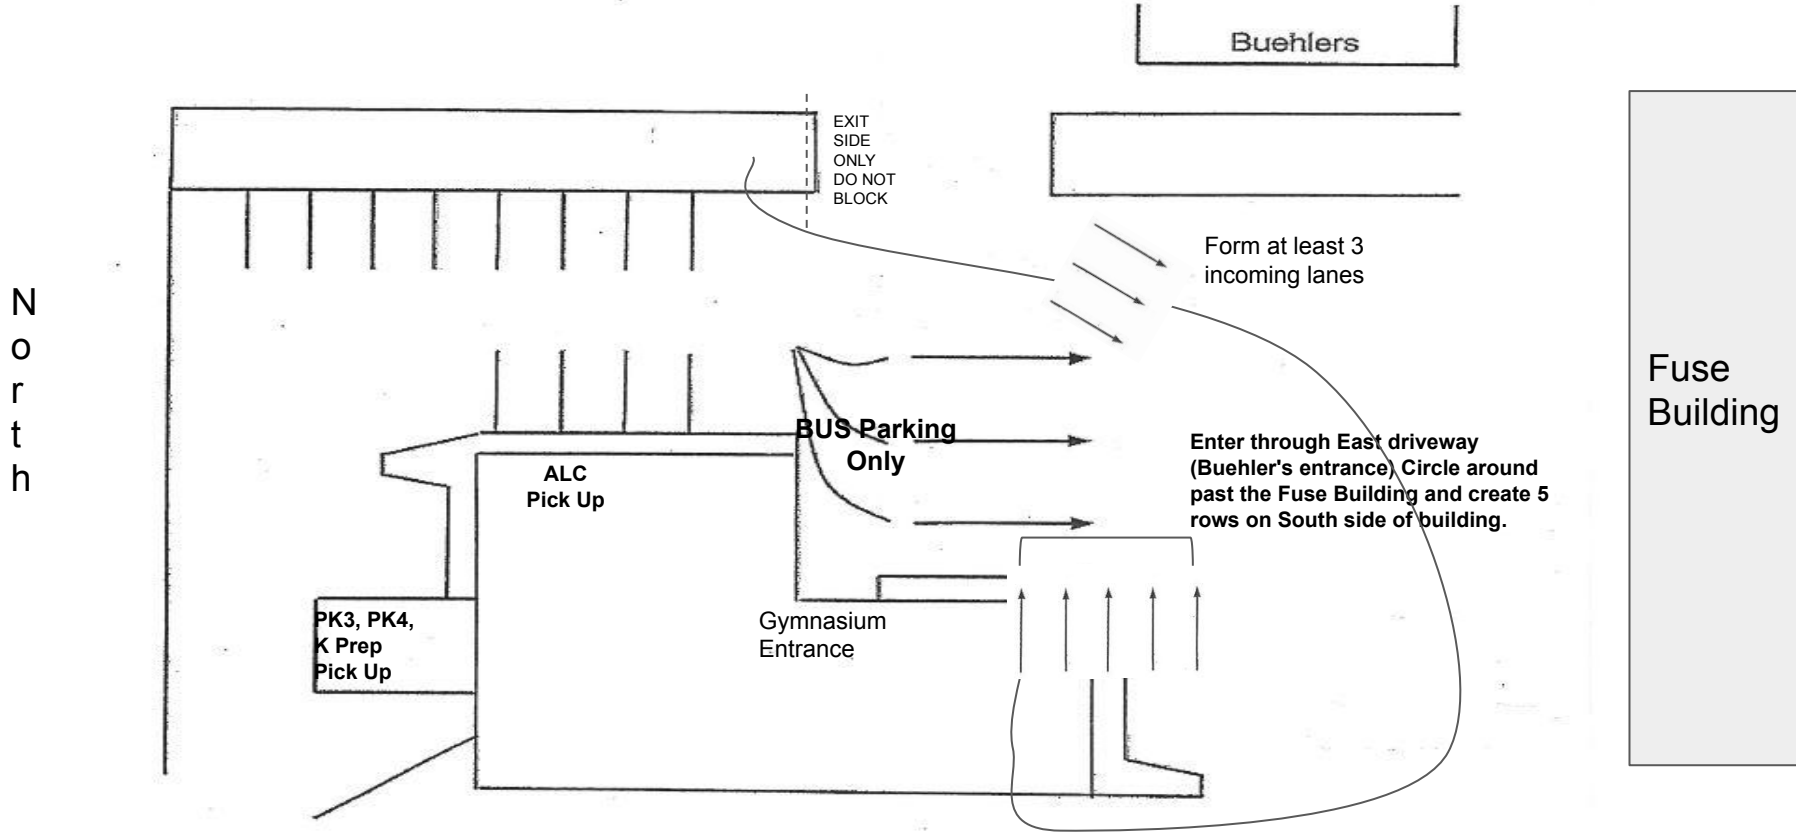 Buehlers
EXIT
SIDE
ONLY
DO NOT
BLOCK
Form at least 3
incoming lanes
N
o
r
t
h
Fuse
Building
BUS Parking
Only
Enter through East driveway
(Buehler's entrance) Circle around
past the Fuse Building and create 5
rows on South side of building.
ALC
Pick Up
PK3, PK4,
K Prep
Pick Up
Gymnasium
Entrance